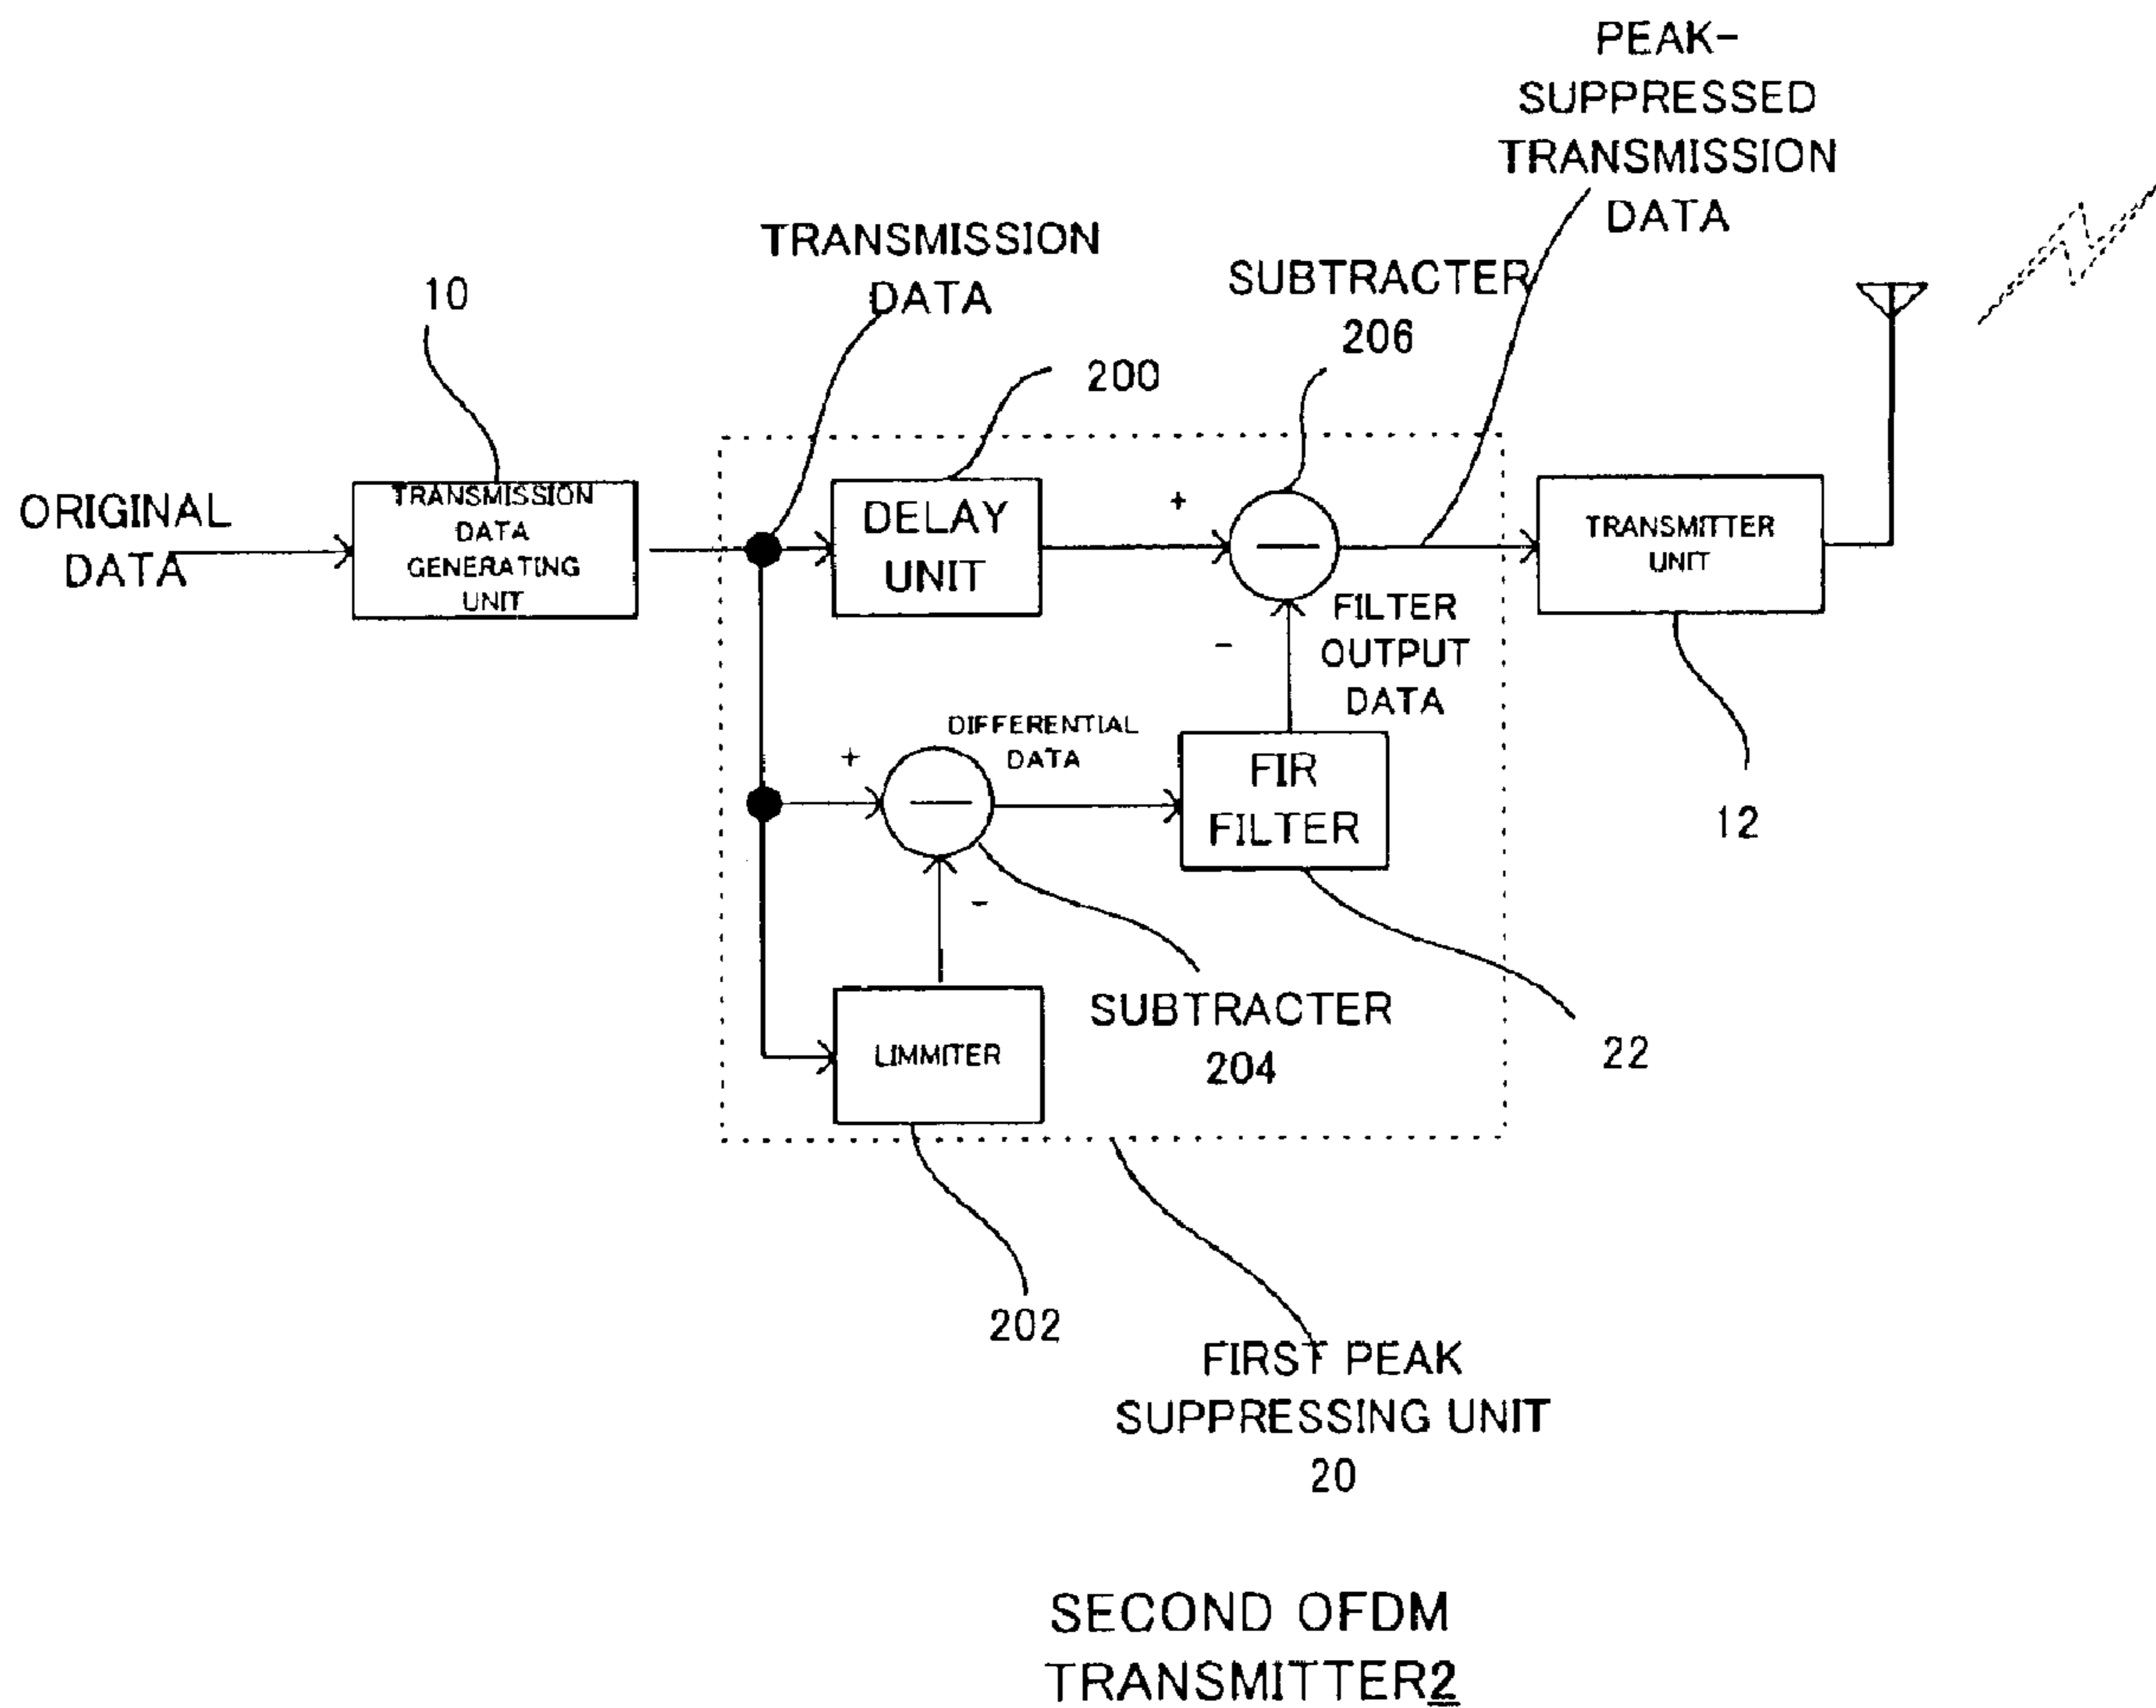 PEAK-
SUPPRESSED
TRANSMISSION
DATA
TRANSMISSION
DATA
SUBTRACTER
206
10
200
ORIGINAL
DATA
TRANSMISSION
DATA
GENERATING
UNIT
DELAY
UNIT
+
TRANSMITTER
UNIT
-
FILTER
OUTPUT
DATA
12
+
DIFFERENTIAL
DATA
FIR
FILTER
-
SUBTRACTER
204
22
LIMMITER
202
FIRST PEAK
SUPPRESSING UNIT
20
SECOND OFDM
TRANSMITTER2